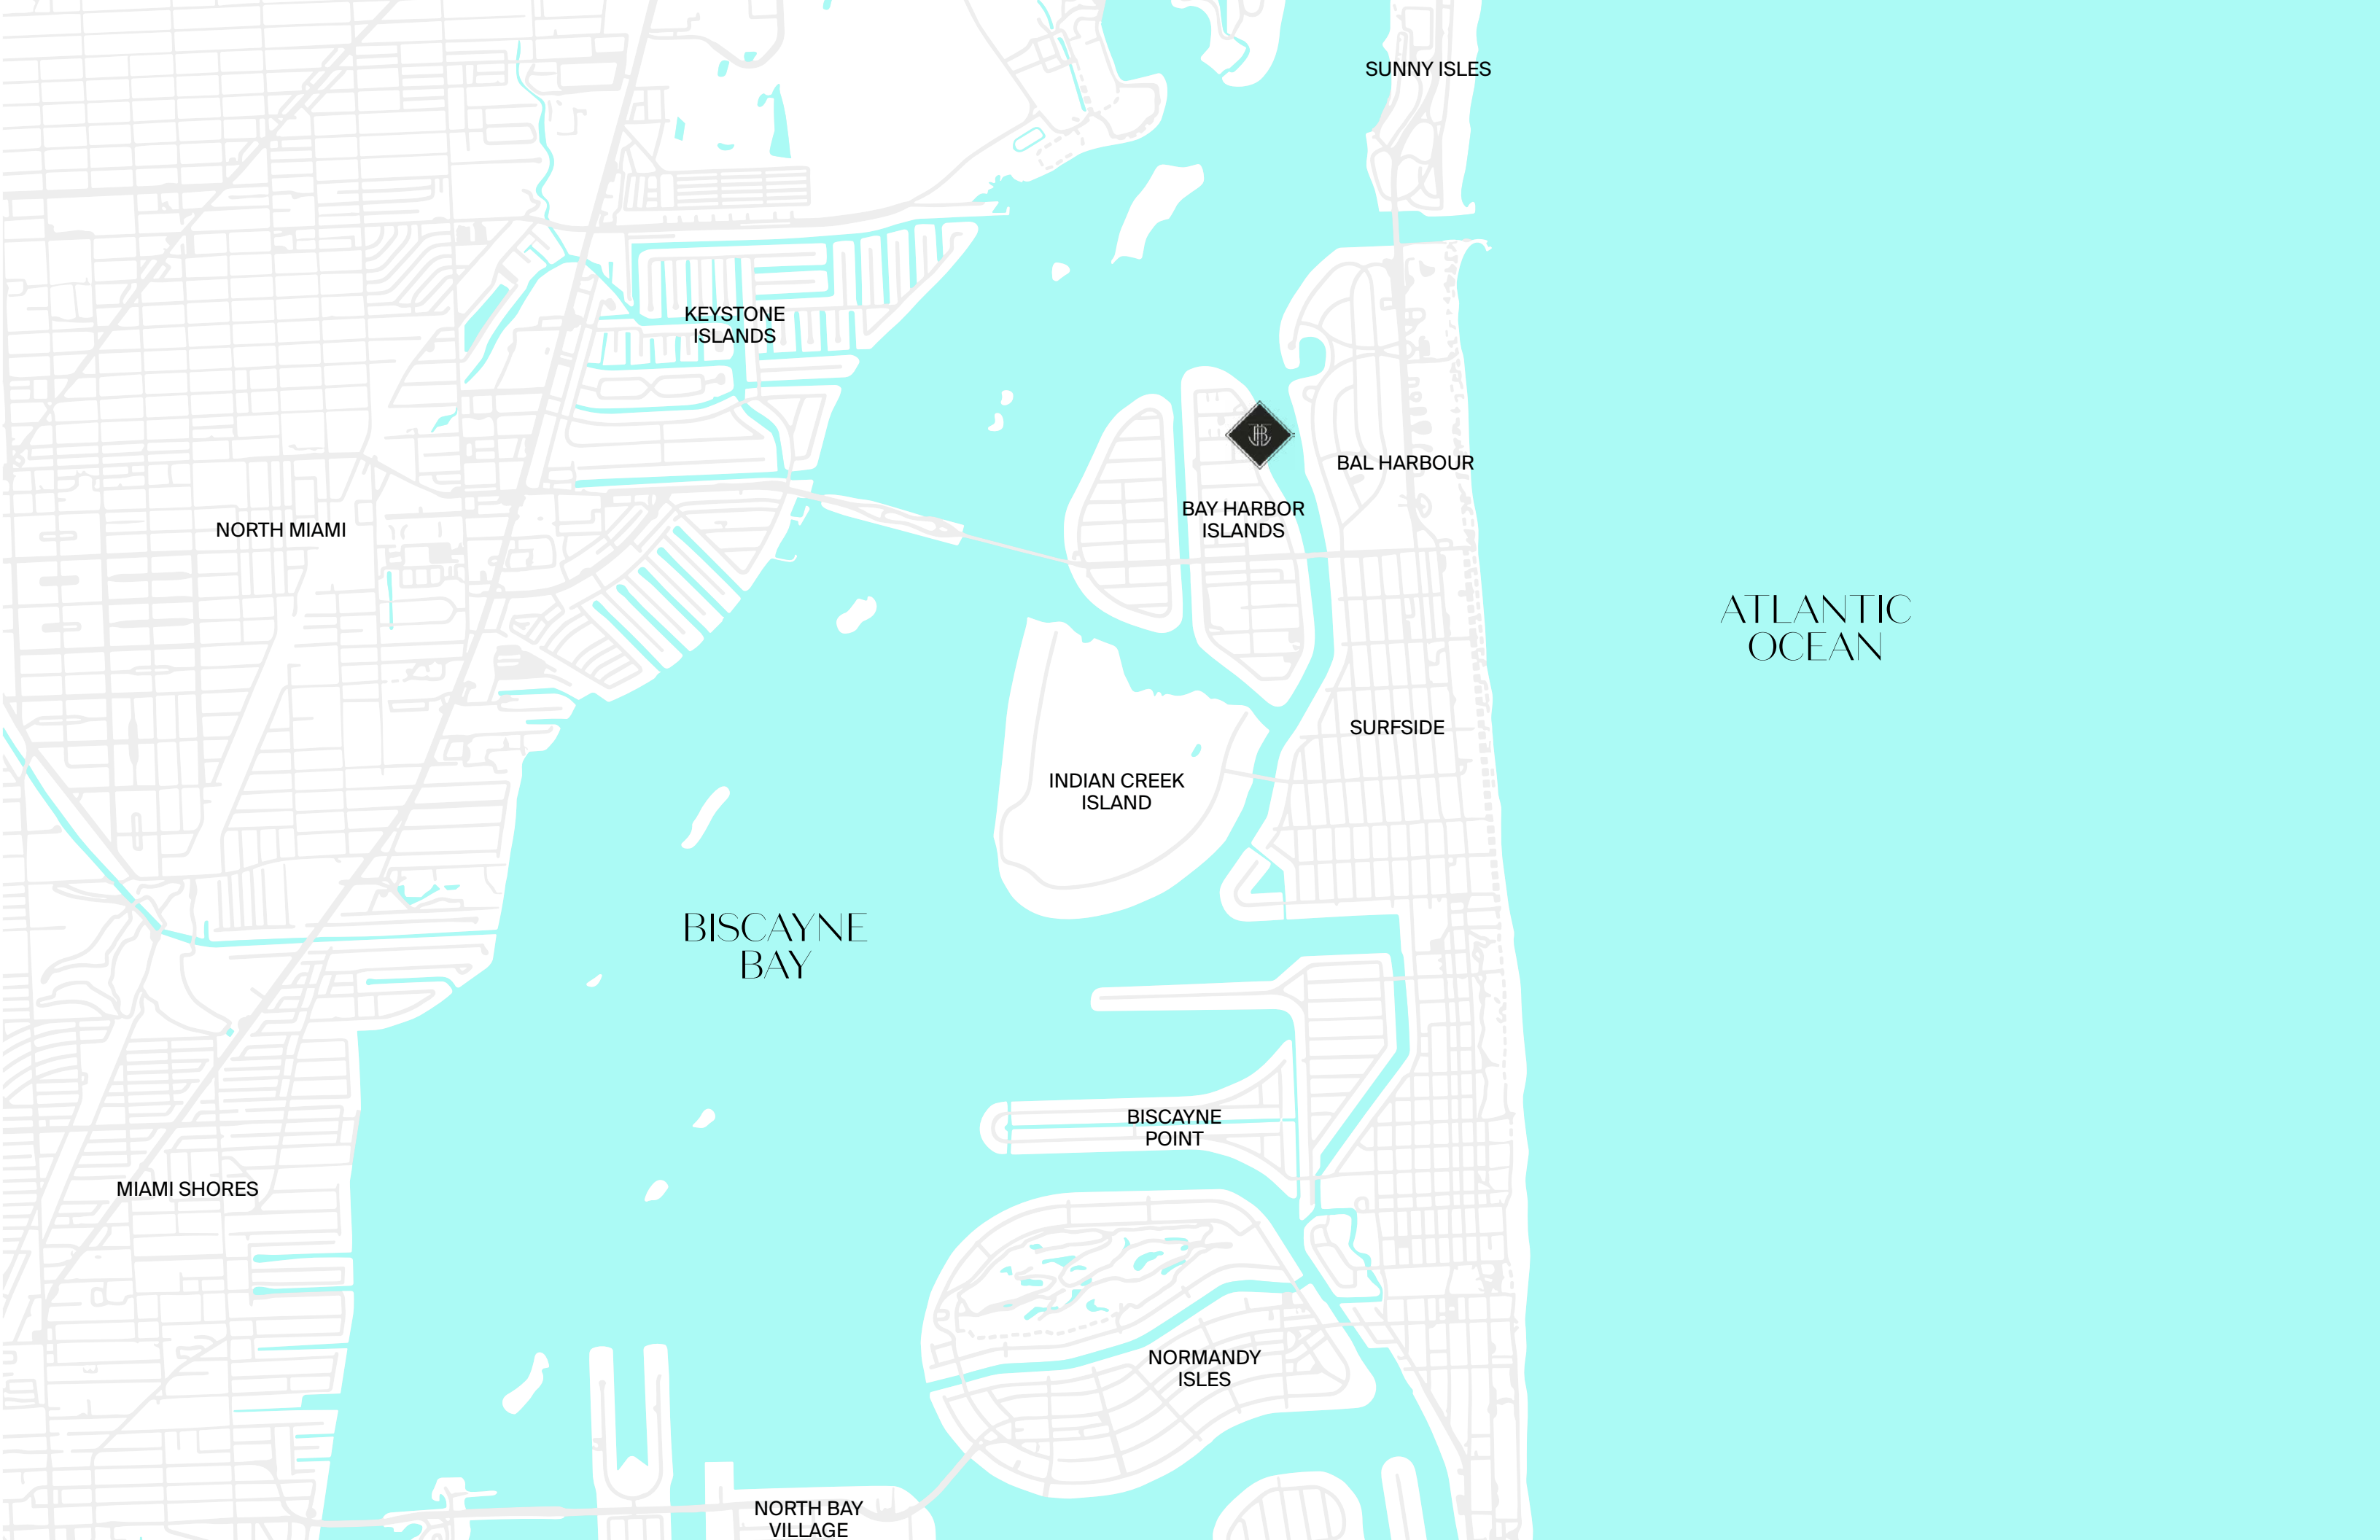 SUNNY ISLES
KEYSTONE
ISLANDS
BAL HARBOUR
BAY HARBOR
ISLANDS
NORTH MIAMI
ATLANTIC
OCEAN
SURFSIDE
INDIAN CREEK
ISLAND
BISCAYNE
BAY
BISCAYNE
POINT
MIAMI SHORES
NORMANDY
ISLES
NORTH BAY
VILLAGE